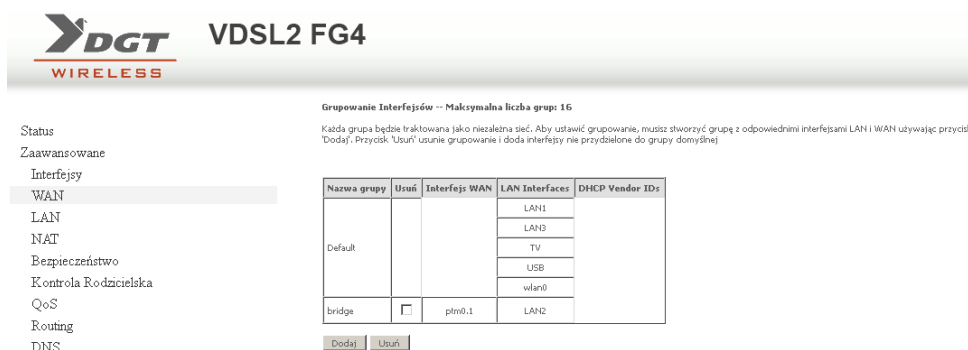 DGT
WIRELESS
VDSL2 FG4
Status
Zaawansowane
Interfejsy
WAN
LAN
NAT
Bezpieczeństwo
Kontrola Rodzicielska
QoS
Routing
DNS
Grupowanie Interfejsów -- Maksymalna liczba grup: 16
Każda grupa będzie traktowana jako niezależna sieć. Aby ustawić grupowanie, musisz stworzyć grupę z odpowiednimi interfejsami LAN i WAN używając przycisk
'Dodaj'. Przycisk 'Usuń' usunie grupowanie i doda interfejsy nie przydzielone do grupy domyślnej
Nazwa grupy Usuń Interfejs WAN LAN Interfaces DHCP Vendor IDs
Default
LAN1
LAN3
TV
USB
wlan0
bridge ptm0.1 LAN2
Dodaj Usuń